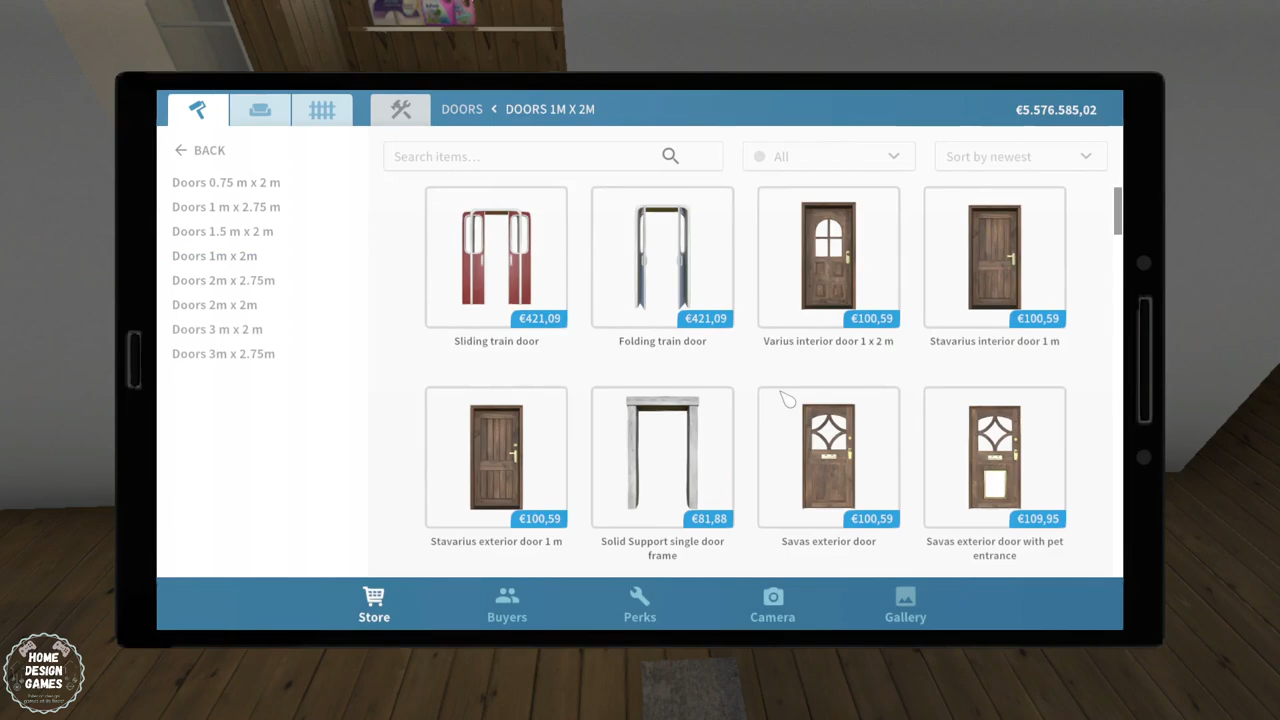 DOORS < DOORS 1M X 2M
€5.576.585,02
BACK
Search items...
All
Sort by newest
Doors 0.75 m x 2 m
Doors 1 m x 2.75 m
Doors 1.5 m x 2 m
Doors 1m x 2m
Doors 2m x 2.75m
Doors 2m x 2m
Doors 3 m x 2 m
Doors 3m x 2.75m
€421,09
€421,09
€100,59
€100,59
Sliding train door
Folding train door
Varius interior door 1 x 2 m
Stavarius interior door 1 m
€100,59
€81,88
€100,59
€109,95
Stavarius exterior door 1 m
Solid Support single door
frame
Savas exterior door
Savas exterior door with pet
entrance
Store
Buyers
Perks
Camera
Gallery
HOME
DESIGN
GAMES